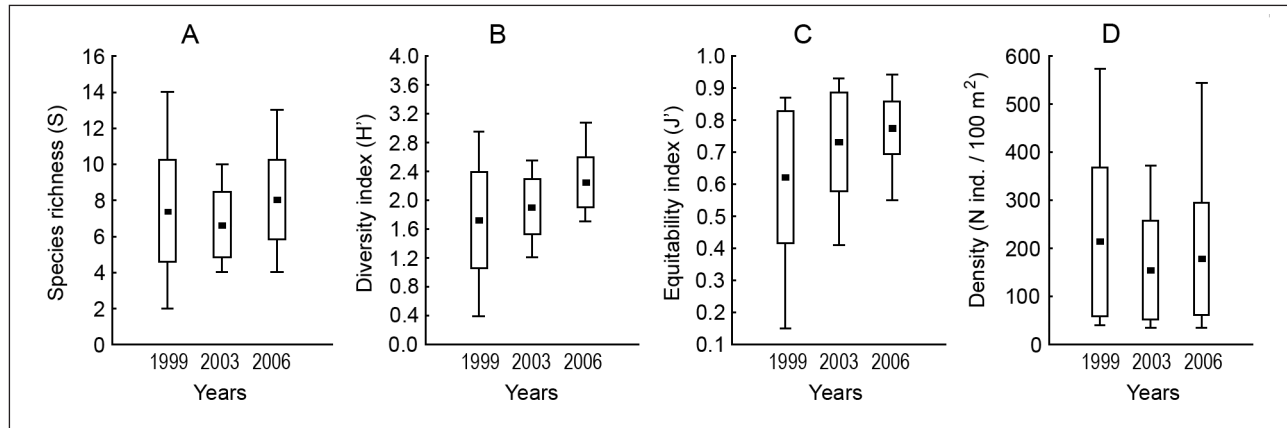 A
Species richness (S)
16
14
12
10
8
6
4
2
0
1999 2003 2006
Years
B
Diversity index (H’)
4.0
3.6
3.2
2.8
2.4
2.0
1.6
1.2
0.8
0.4
0.0
1999 2003 2006
Years
C
Equitability index (J’)
1.0
0.9
0.8
0.7
0.6
0.5
0.4
0.3
0.2
0.1
1999 2003 2006
Years
D
Density (N ind. / 100 m²)
600
500
400
300
200
100
0
1999 2003 2006
Years